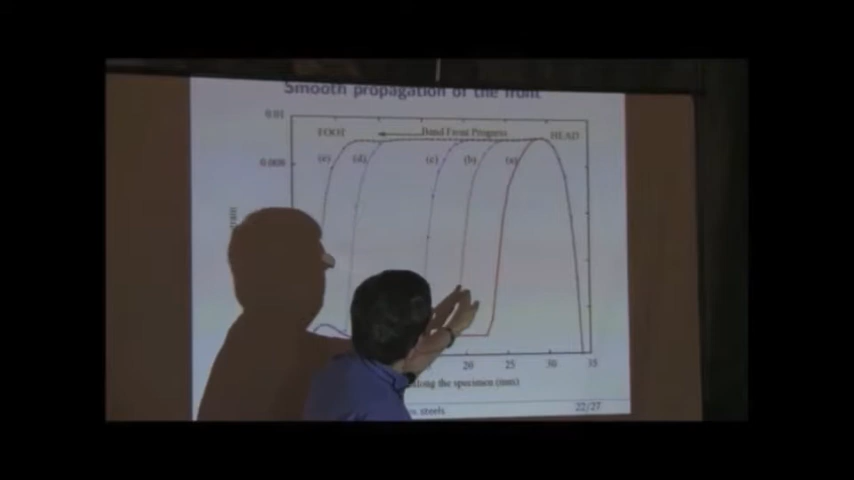 Smooth propagation of the front
0.01
FOOT
Band Front Progress
HEAD
(e) (d) (c) (b) (a)
0.008
20 25 30 35
along the specimen (mm)
steels
22/27